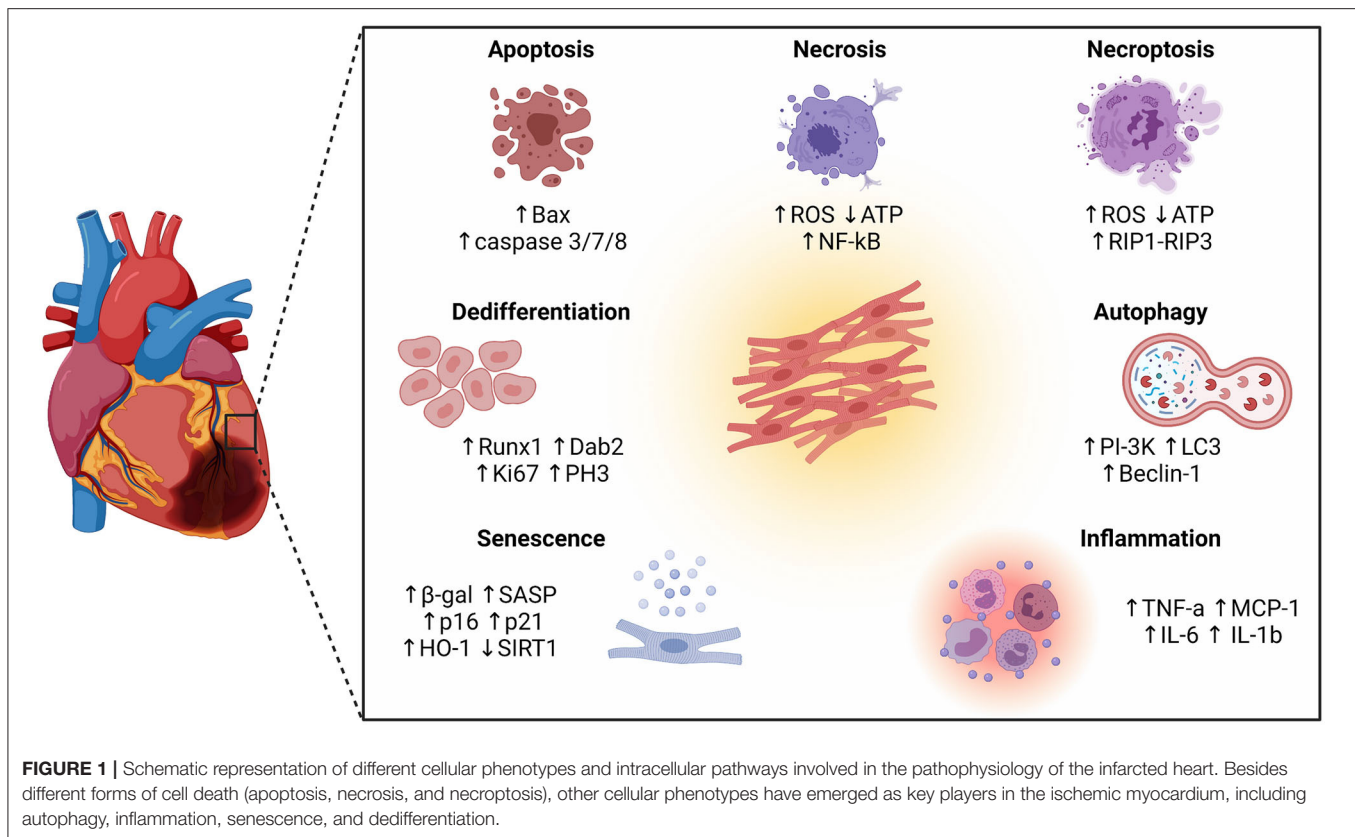 Apoptosis
↑Bax
↑caspase 3/7/8
Necrosis
↑ROS ↓ATP
↑NF-kB
Necroptosis
↑ROS ↓ATP
↑RIP1-RIP3
Dedifferentiation
↑Runx1 ↑Dab2
↑Ki67 ↑PH3
Autophagy
↑PI-3K ↑LC3
↑Beclin-1
Senescence
↑β-gal ↑SASP
↑p16 ↑p21
↑HO-1 ↓SIRT1
Inflammation
↑TNF-a ↑MCP-1
↑IL-6 ↑ IL-1b
FIGURE 1 | Schematic representation of different cellular phenotypes and intracellular pathways involved in the pathophysiology of the infarcted heart. Besides
different forms of cell death (apoptosis, necrosis, and necroptosis), other cellular phenotypes have emerged as key players in the ischemic myocardium, including
autophagy, inflammation, senescence, and dedifferentiation.